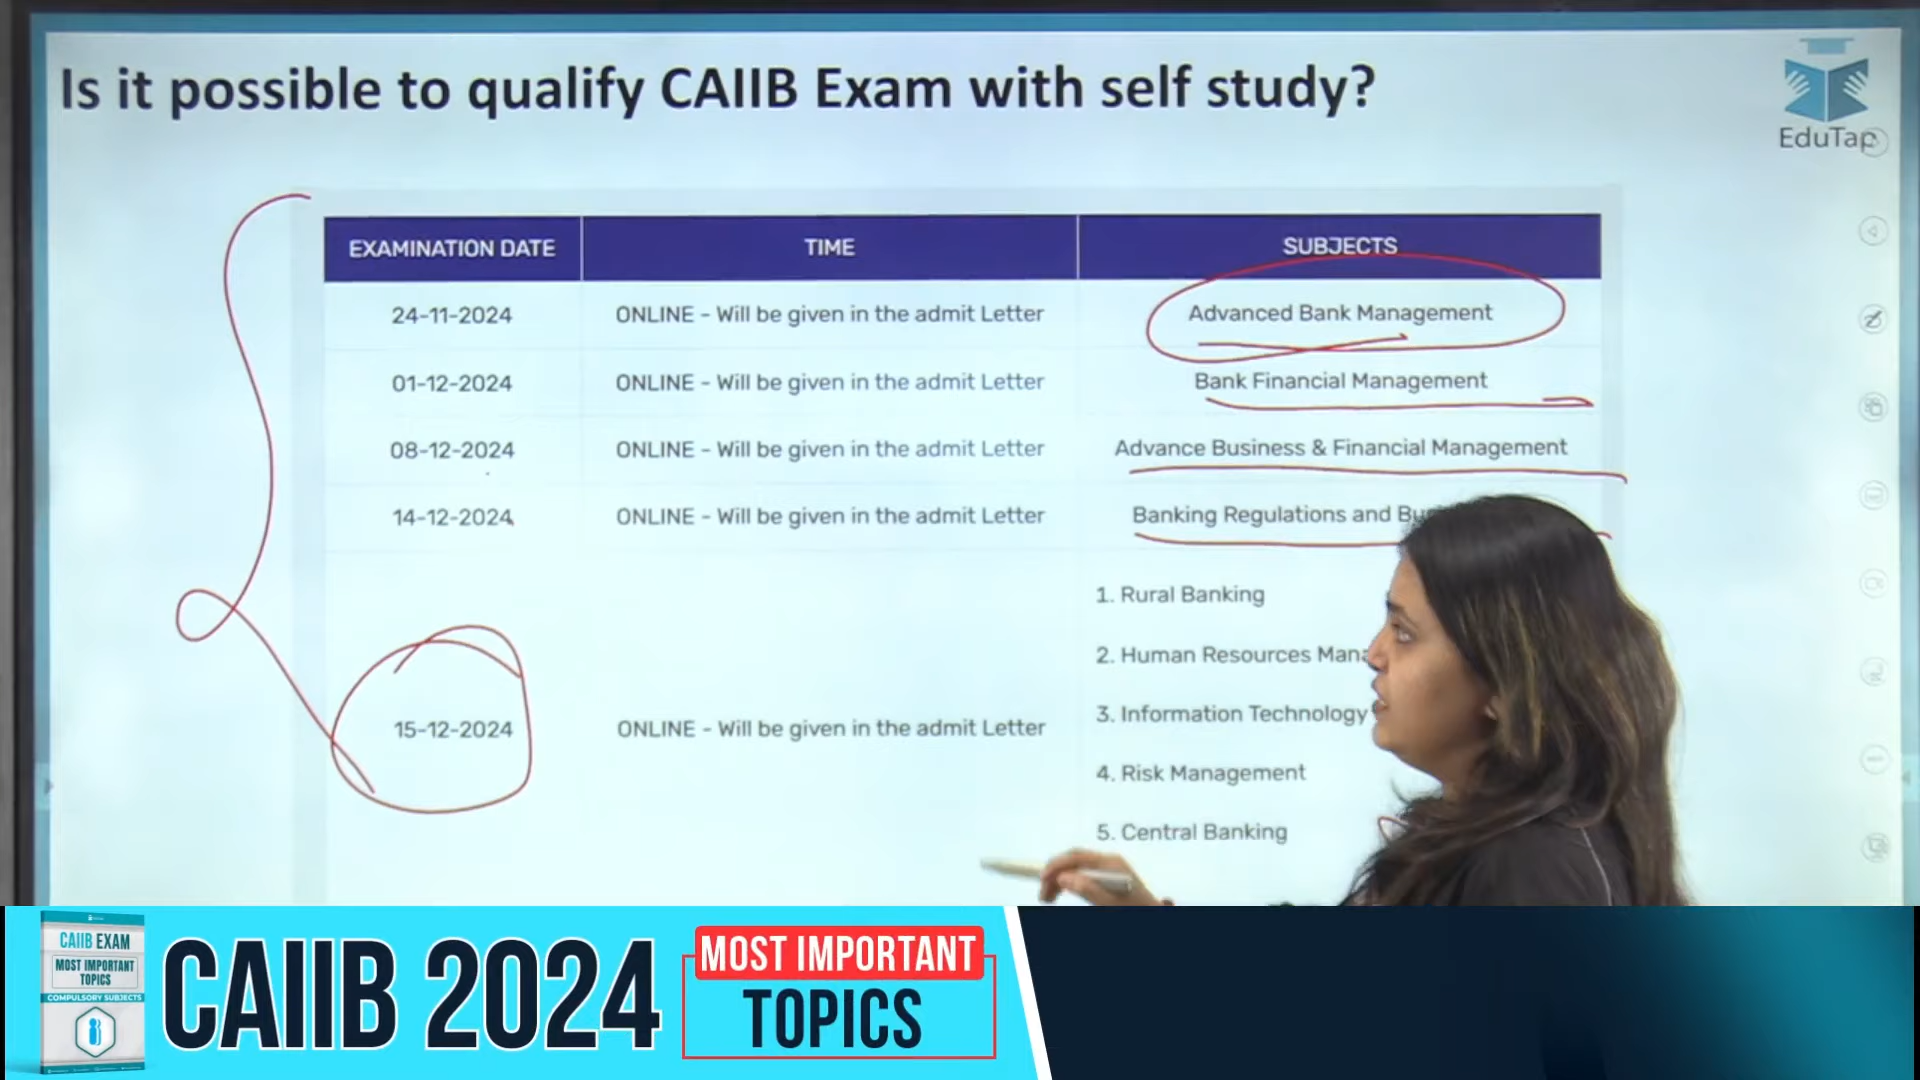 Is it possible to qualify CAIIB Exam with self study?
EduTap
EXAMINATION DATE TIME SUBJECTS
24-11-2024 ONLINE - Will be given in the admit Letter Advanced Bank Management
01-12-2024 ONLINE - Will be given in the admit Letter Bank Financial Management
08-12-2024 ONLINE - Will be given in the admit Letter Advance Business & Financial Management
14-12-2024 ONLINE - Will be given in the admit Letter Banking Regulations and
1. Rural Banking
2. Human Resources
3. Information Technology
15-12-2024 ONLINE - Will be given in the admit Letter
4. Risk Management
5. Central Banking
CAIIB EXAM
MOST IMPORTANT
TOPICS
COMPULSORY SUBJECTS
CAIIB 2024
MOST IMPORTANT
TOPICS